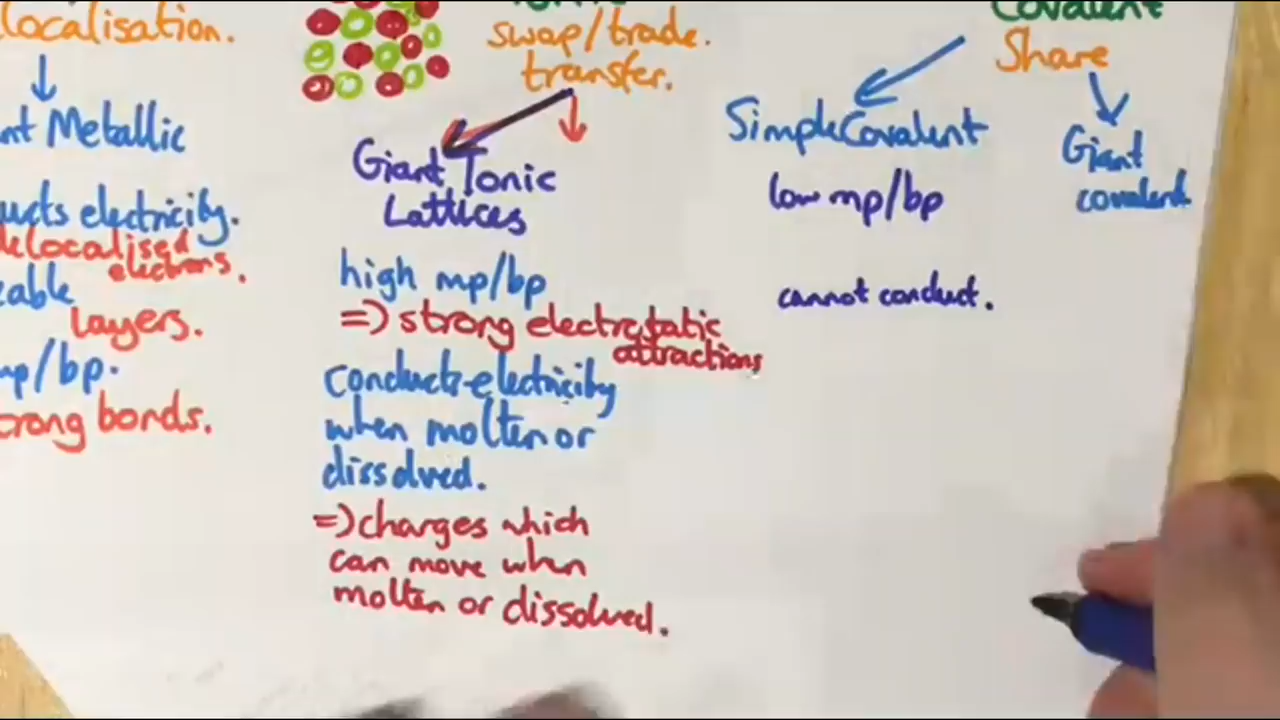 localisation.
Metallic
electricity.
delocalised
electrons.
layers.
mp/bp.
bonds.
swap/trade.
transfer.
Giant Ionic
Lattices
high mp/bp
=) strong electrostatic
attractions
conducts electricity
when molten or
dissolved.
=) charges which
can move when
molten or dissolved.
Covalent
Share
Simple Covalent
low mp/bp
cannot conduct.
Giant
covalent